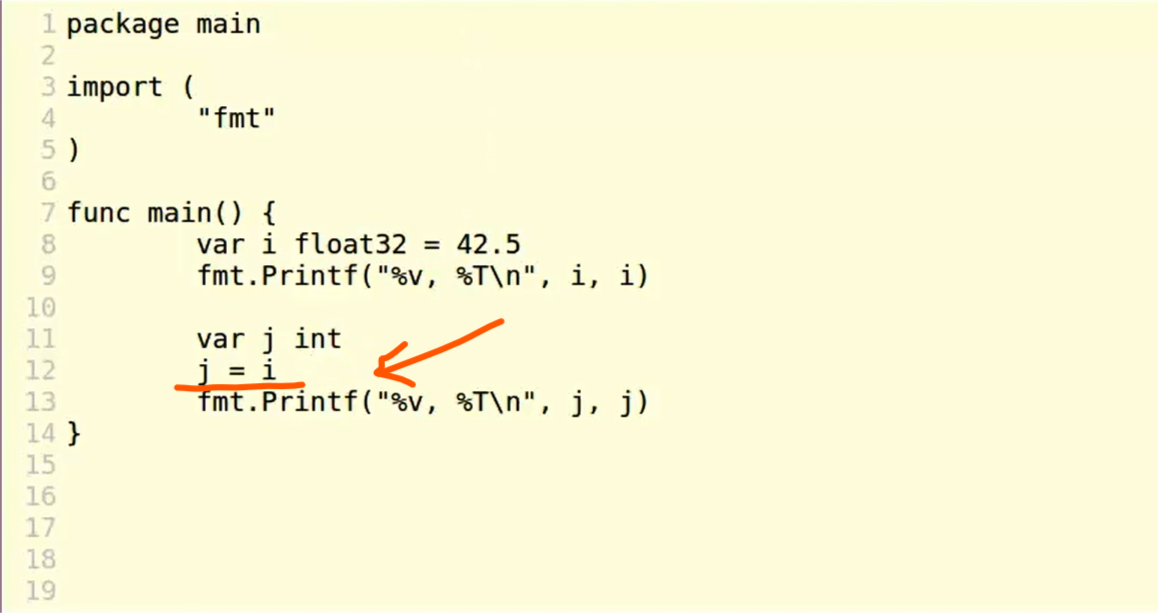 1 package main
2
3 import (
4 "fmt"
5 )
6
7 func main() {
8 var i float32 = 42.5
9 fmt.Printf("%v, %T\n", i, i)
10
11 var j int
12 j = i
13 fmt.Printf("%v, %T\n", j, j)
14 }
15
16
17
18
19